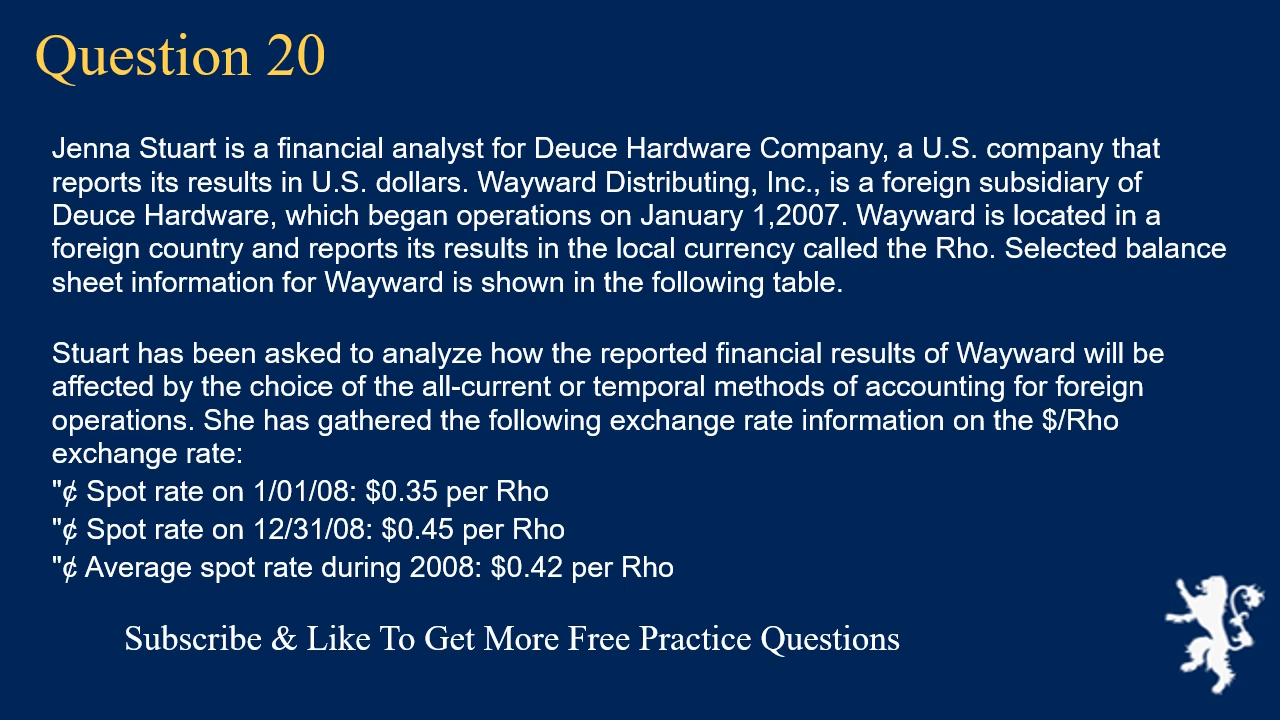 Question 20
Jenna Stuart is a financial analyst for Deuce Hardware Company, a U.S. company that
reports its results in U.S. dollars. Wayward Distributing, Inc., is a foreign subsidiary of
Deuce Hardware, which began operations on January 1,2007. Wayward is located in a
foreign country and reports its results in the local currency called the Rho. Selected balance
sheet information for Wayward is shown in the following table.
Stuart has been asked to analyze how the reported financial results of Wayward will be
affected by the choice of the all-current or temporal methods of accounting for foreign
operations. She has gathered the following exchange rate information on the $/Rho
exchange rate:
"¢ Spot rate on 1/01/08: $0.35 per Rho
"¢ Spot rate on 12/31/08: $0.45 per Rho
"¢ Average spot rate during 2008: $0.42 per Rho
Subscribe & Like To Get More Free Practice Questions